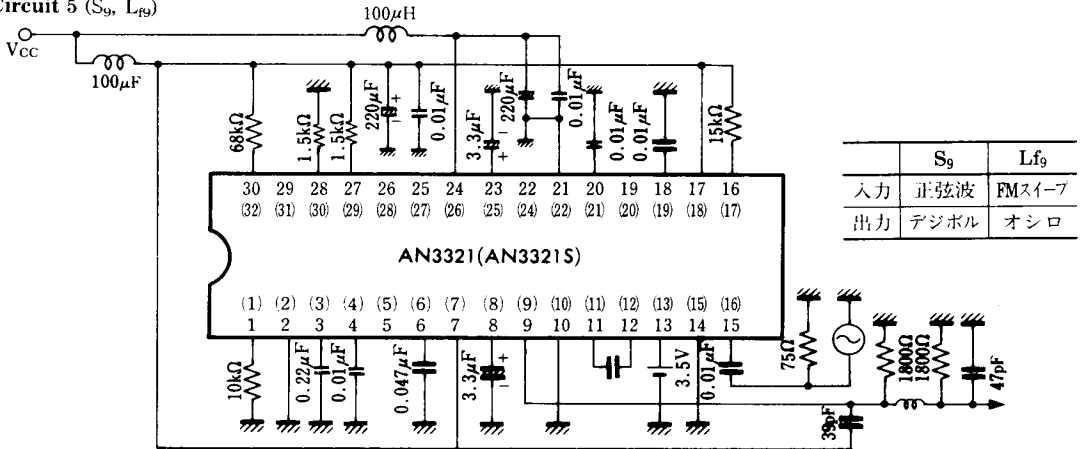 Circuit 5 (S9, Lf9)
100μH
VCC
100μF
68kΩ
1.5kΩ
1.5kΩ
220μF
+
-
0.01μF
3.3μF
-
+
220μF
0.01μF
0.01μF
0.01μF
15kΩ
S9 Lf9
入力 正弦波 FMスイープ
出力 デジボル オシロ
30 29 28 27 26 25 24 23 22 21 20 19 18 17 16
(32) (31) (30) (29) (28) (27) (26) (25) (24) (22) (21) (20) (19) (18) (17)
AN3321(AN3321S)
(1) (2) (3) (4) (5) (6) (7) (8) (9) (10) (11) (12) (13) (15) (16)
1 2 3 4 5 6 7 8 9 10 11 12 13 14 15
10kΩ
0.22μF
0.01μF
0.047μF
3.3μF
+
-
3.5V
0.01μF
75Ω
1800Ω
1800Ω
47pF
39pF